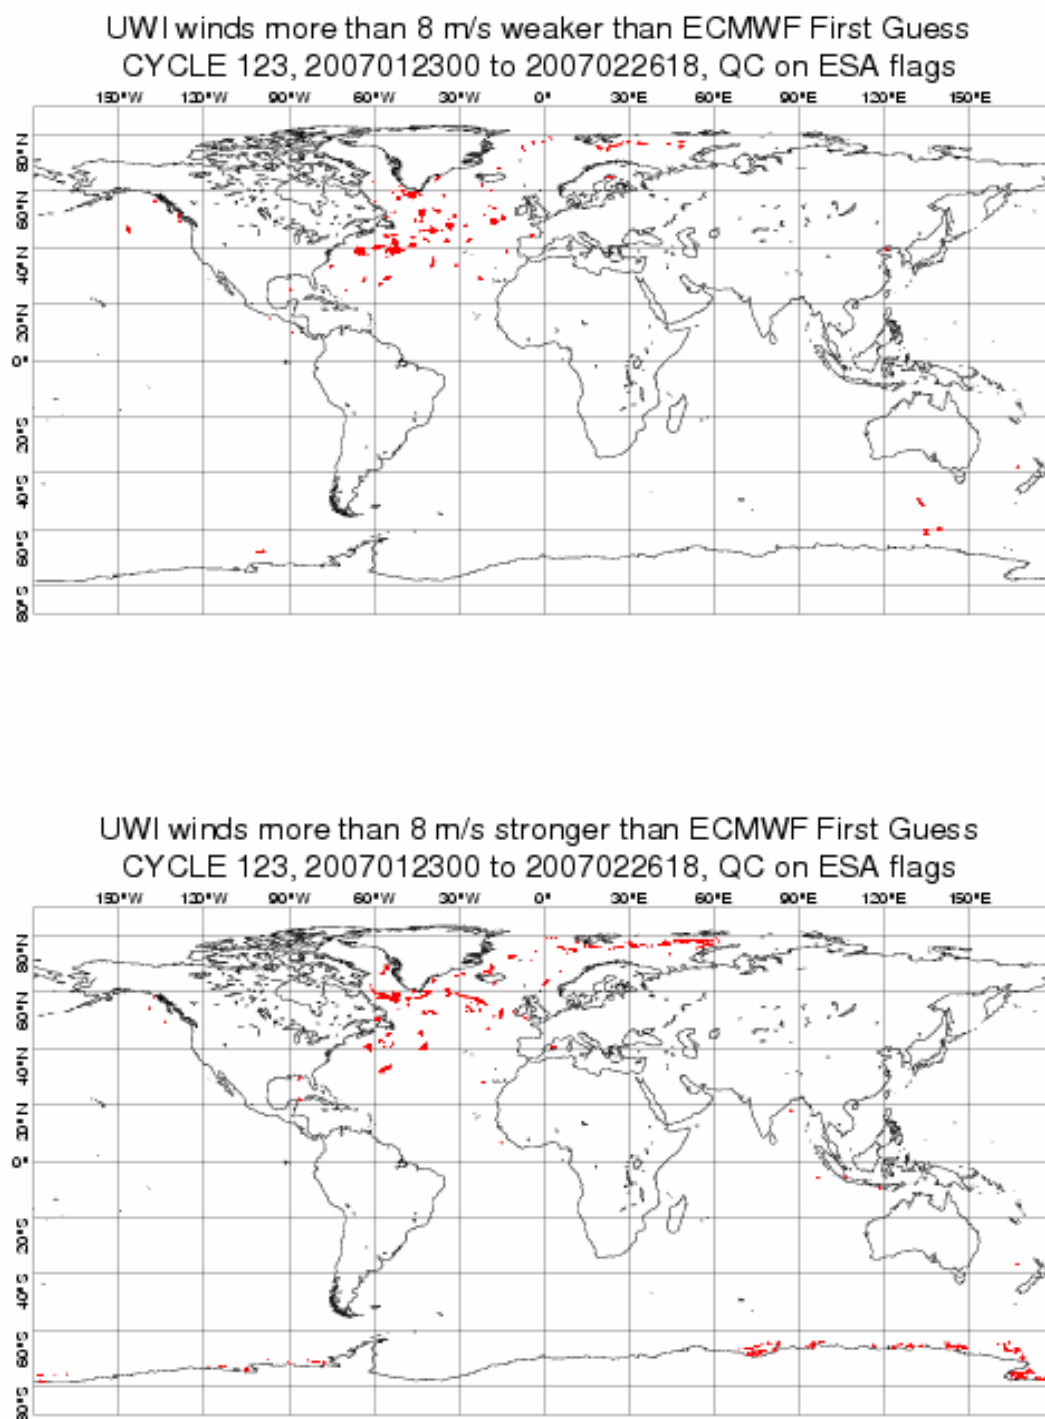 UWI winds more than 8 m/s weaker than ECMWF First Guess
CYCLE 123, 2007012300 to 2007022618, QC on ESA flags
150°W 120°W 90°W 60°W 30°W 0° 30°E 60°E 90°E 120°E 150°E
80°N
60°N
40°N
20°N
0°
20°S
40°S
60°S
80°S
UWI winds more than 8 m/s stronger than ECMWF First Guess
CYCLE 123, 2007012300 to 2007022618, QC on ESA flags
150°W 120°W 90°W 60°W 30°W 0° 30°E 60°E 90°E 120°E 150°E
80°N
60°N
40°N
20°N
0°
20°S
40°S
60°S
80°S